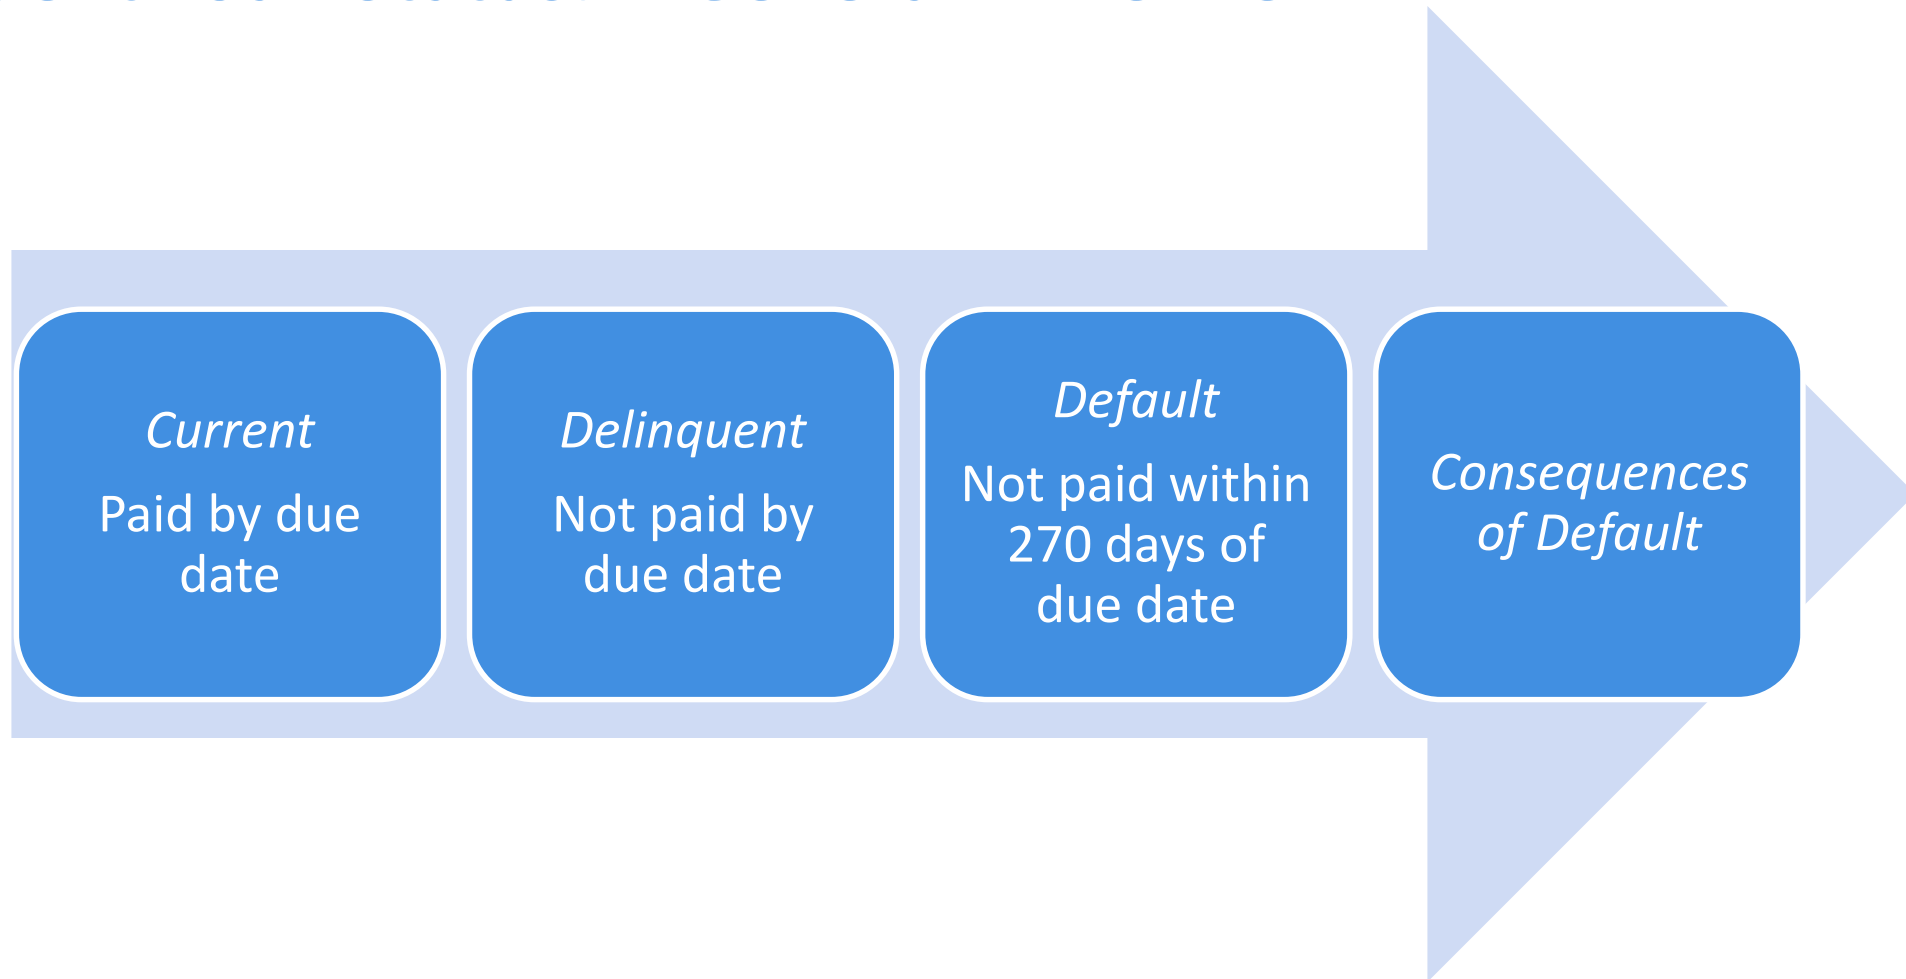 Current
Paid by due
date
Delinquent
Not paid by
due date
Default
Not paid within
270 days of
due date
Consequences
of Default